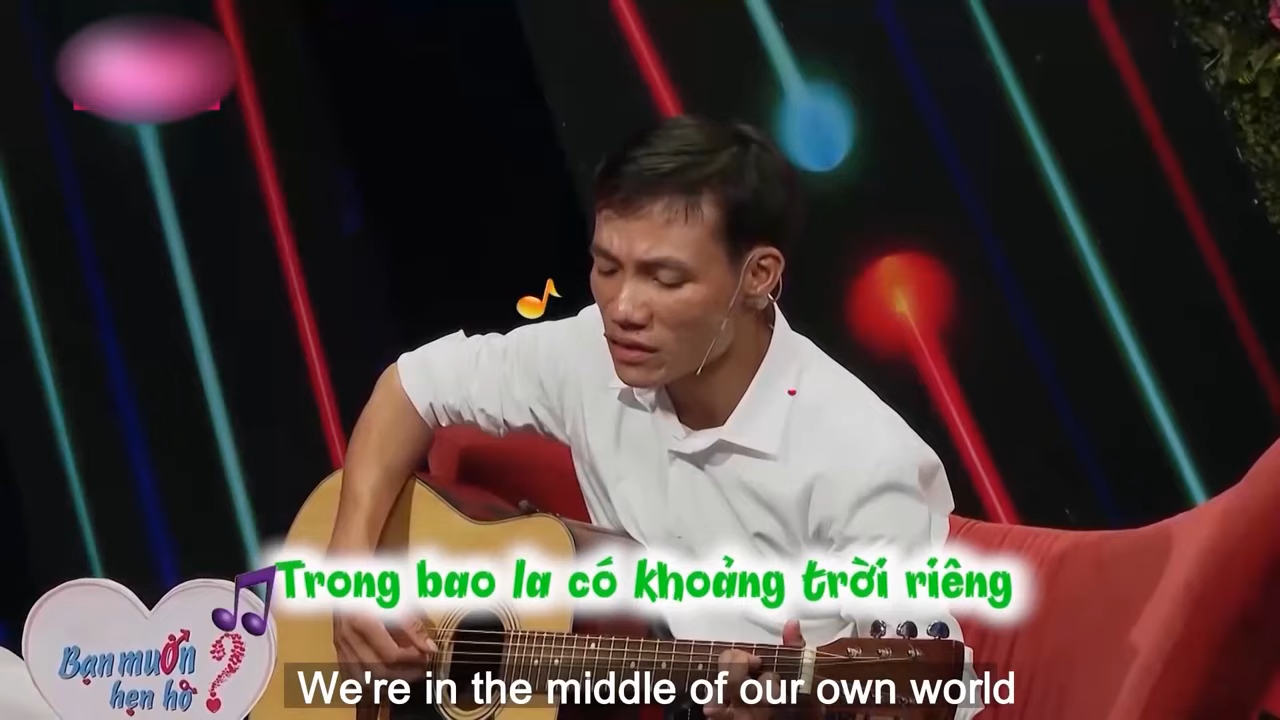 Trong bao la có khoảng trời riêng
Bạn muốn
hẹn hò ?
We're in the middle of our own world